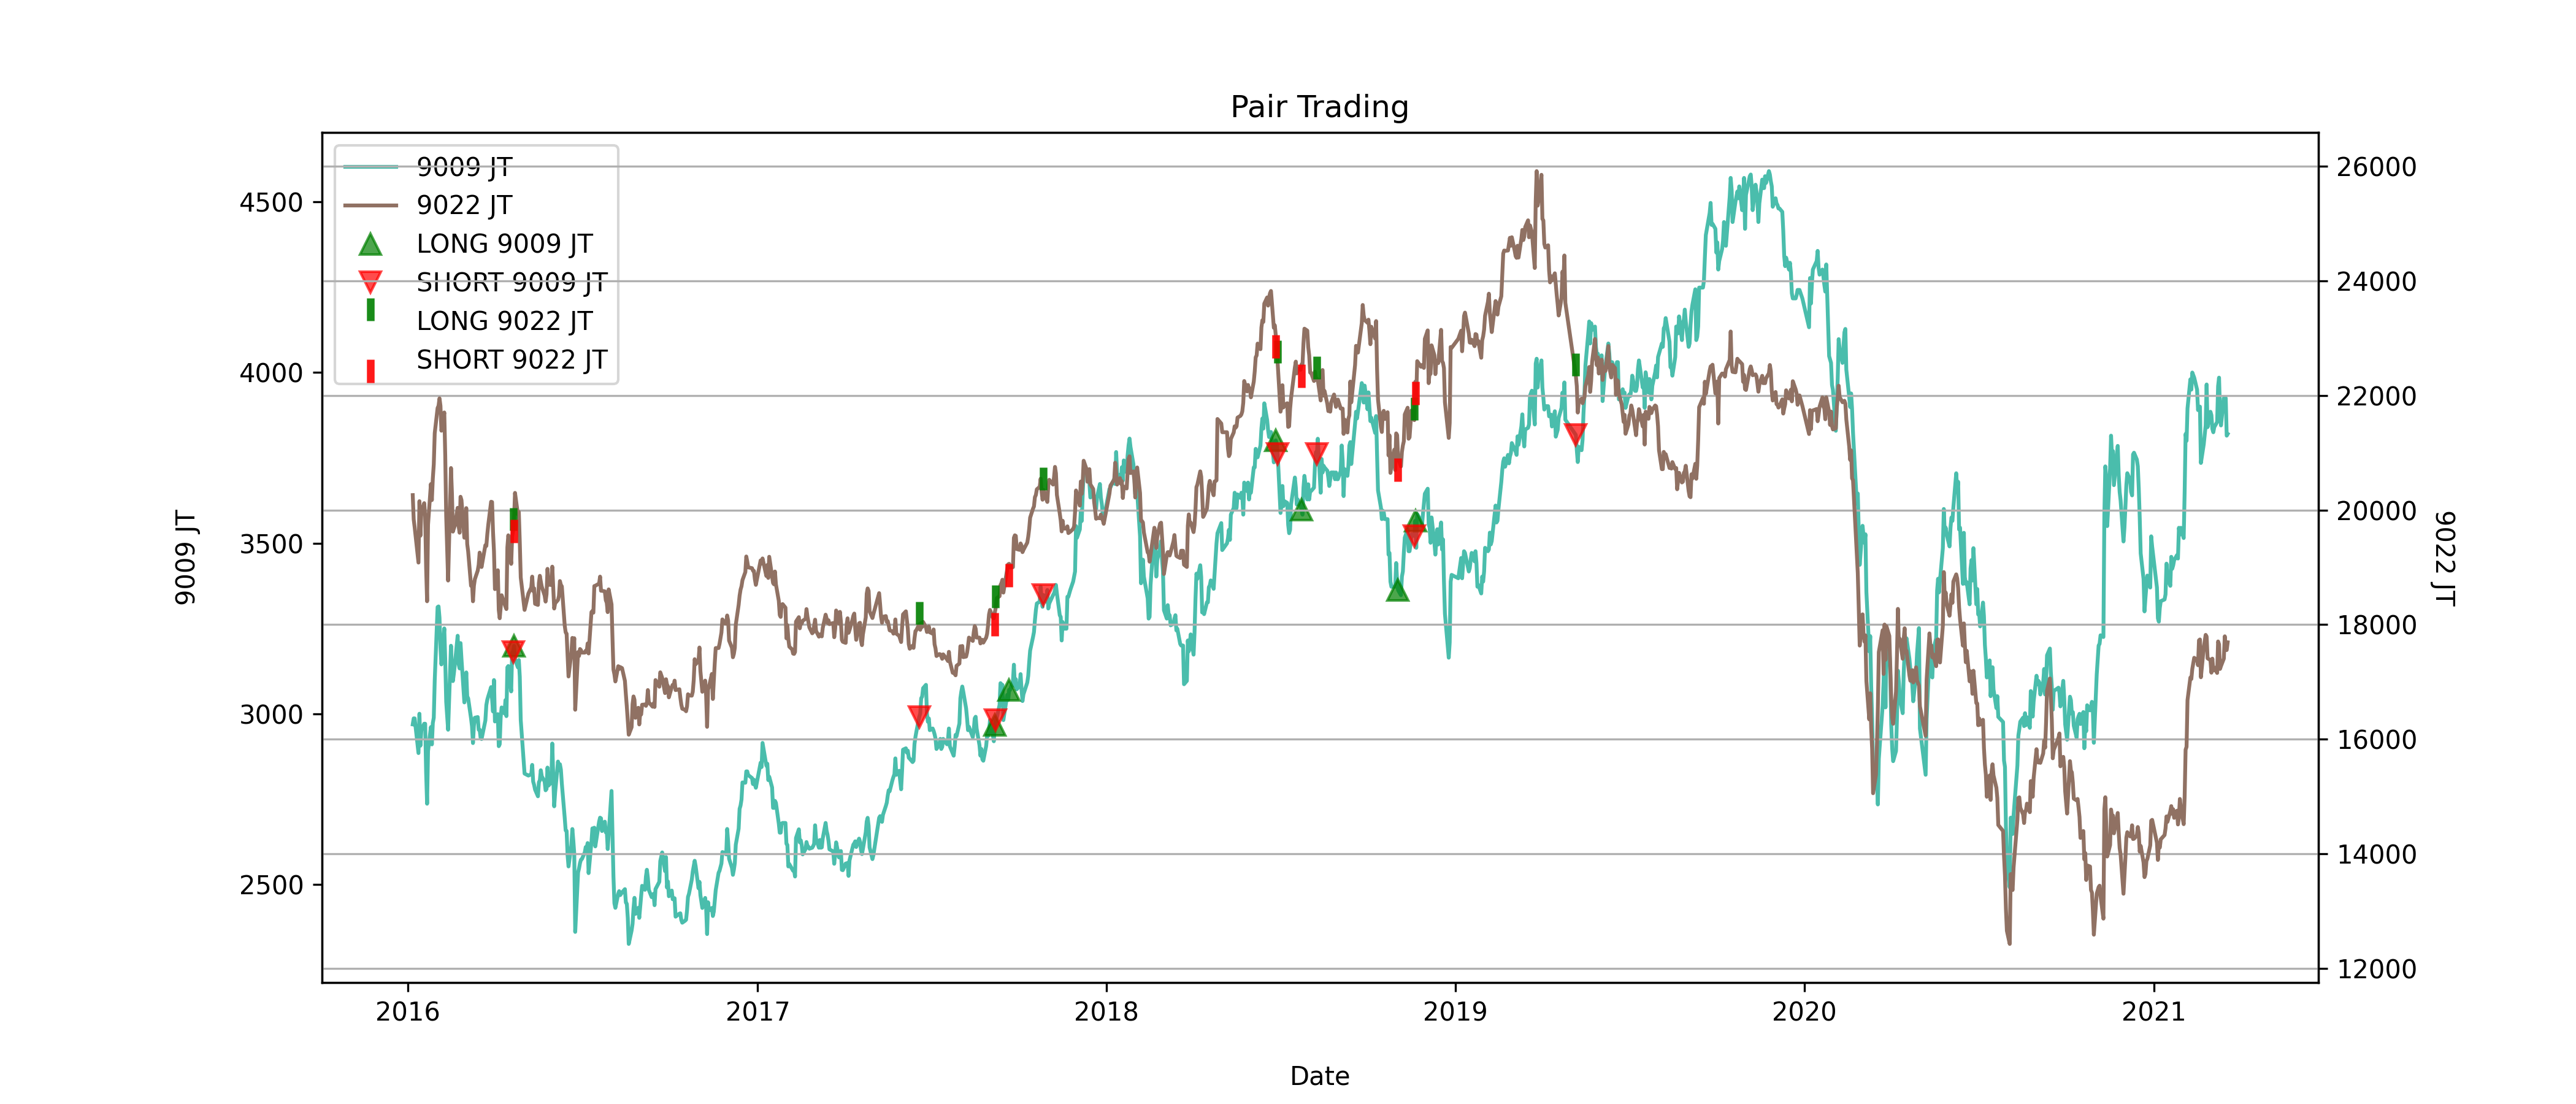 Pair Trading
9009 JT
9022 JT
LONG 9009 JT
SHORT 9009 JT
LONG 9022 JT
SHORT 9022 JT
4500
4000
3500
3000
2500
9009 JT
26000
24000
22000
20000
18000
16000
14000
12000
9022 JT
2016 2017 2018 2019 2020 2021
Date